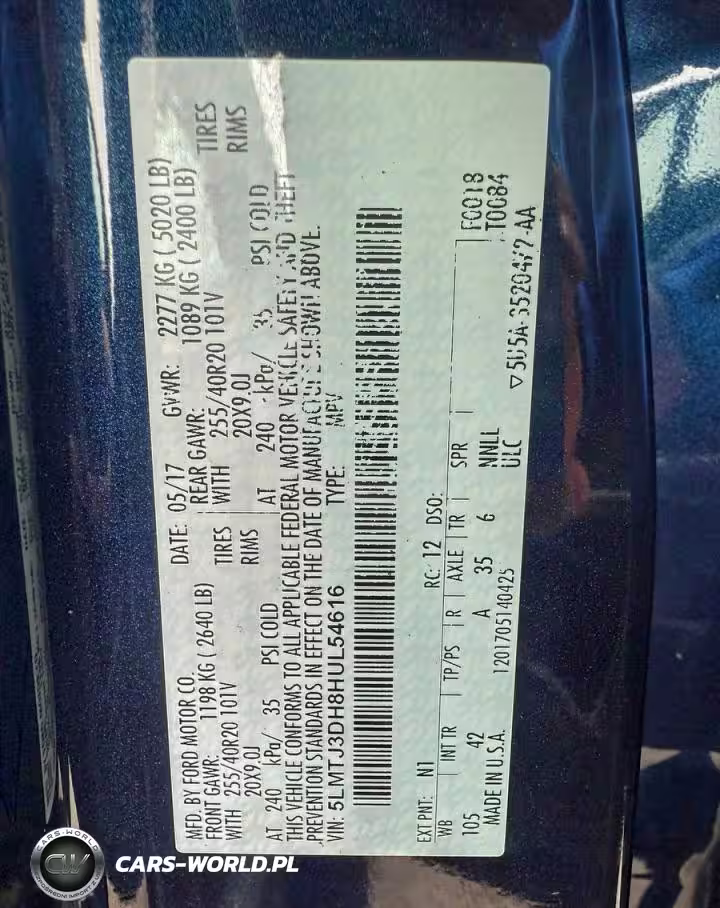 MFD. BY FORD MOTOR CO.
DATE: 05/17 GVWR: 2277 KG ( 5020 LB)
FRONT GAWR: 1198 KG ( 2640 LB) REAR GAWR: 1089 KG ( 2400 LB)
WITH 255/40R20 101V TIRES WITH 255/40R20 101V TIRES
20X9.0J RIMS 20X9.0J RIMS
AT 240 kPa/ 35 PSI COLD AT 240 kPa/ 35 PSI COLD
THIS VEHICLE CONFORMS TO ALL APPLICABLE FEDERAL MOTOR VEHICLE SAFETY AND THEFT
PREVENTION STANDARDS IN EFFECT ON THE DATE OF MANUFACTURE SHOWN ABOVE.
VIN: 5LMTJ3DH8HUL54616 TYPE: MPV
F0018
T0084
EXT PNT: N1 RC: 12 DSO:
WB INT TR TP/PS R AXLE TR SPR
105 42 A 35 6 NNLL
ULC
MADE IN U.S.A. 1201705140425
CARS-WORLD
CW
CARS-WORLD.PL